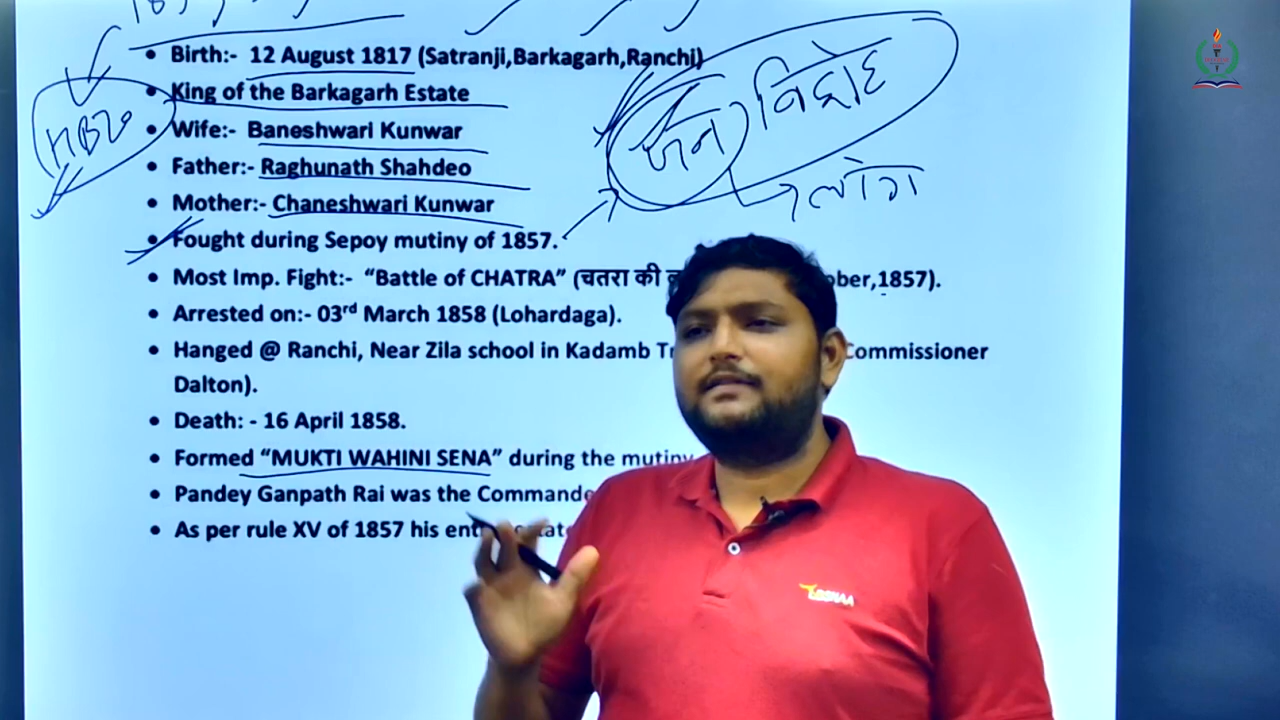 • Birth:- 12 August 1817 (Satranji,Barkagarh,Ranchi)
• King of the Barkagarh Estate
• Wife:- Baneshwari Kunwar
• Father:- Raghunath Shahdeo
• Mother:- Chaneshwari Kunwar
• Fought during Sepoy mutiny of 1857.
• Most Imp. Fight:- “Battle of CHATRA” (चतरा की ober,1857).
• Arrested on:- 03rd March 1858 (Lohardaga).
• Hanged @ Ranchi, Near Zila school in Kadamb Commissioner
Dalton).
• Death: - 16 April 1858.
• Formed “MUKTI WAHINI SENA” during the mutiny
• Pandey Ganpath Rai was the
• As per rule XV of 1857 his
जन विद्रोह
लोग